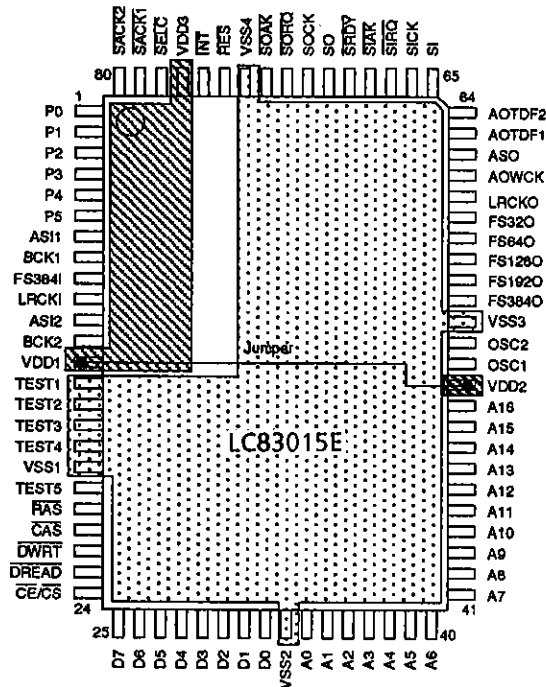 SACK2 SACK1 SELC VDD3 INT RES VSS4 SOAK SORQ SOCK SO SRDY SIAK SIRQ SICK SI
80 65
1 64
P0
P1
P2
P3
P4
P5
ASI1
BCK1
FS384I
LRCKI
ASI2
BCK2
VDD1
TEST1
TEST2
TEST3
TEST4
VSS1
TEST5
RAS
CAS
DWRT
DREAD
CE/CS
AOTDF2
AOTDF1
ASO
AOWCK
LRCKO
FS32O
FS64O
FS128O
FS192O
FS384O
VSS3
OSC2
OSC1
VDD2
A16
A15
A14
A13
A12
A11
A10
A9
A8
A7
Jumper
LC83015E
24 41
25 40
D7 D6 D5 D4 D3 D2 D1 D0 VSS2 A0 A1 A2 A3 A4 A5 A6